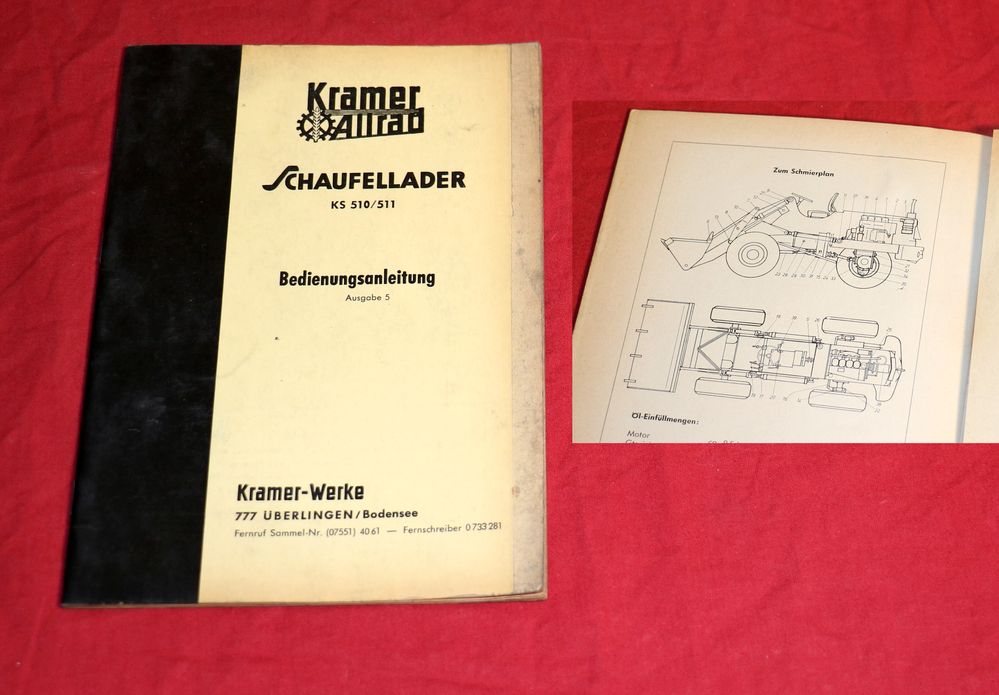 Kramer
Allrad
SCHAUFELLADER
KS 510/511
Bedienungsanleitung
Ausgabe 5
Kramer-Werke
777 ÜBERLINGEN/Bodensee
Fernruf Sammel-Nr. (07551) 4061 — Fernschreiber 0733281
Zum Schmierplan
Öl-Einfüllmengen:
Motor